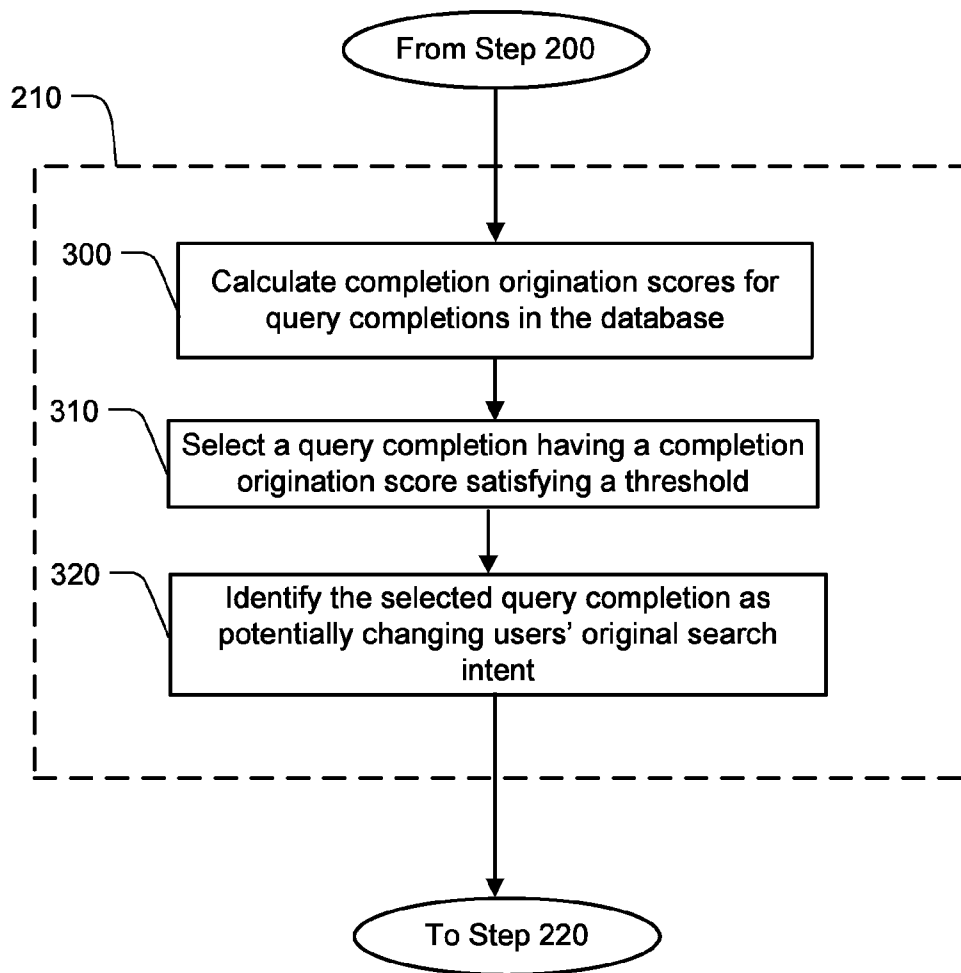 From Step 200
210
300
Calculate completion origination scores for
query completions in the database
310
Select a query completion having a completion
origination score satisfying a threshold
320
Identify the selected query completion as
potentially changing users' original search
intent
To Step 220